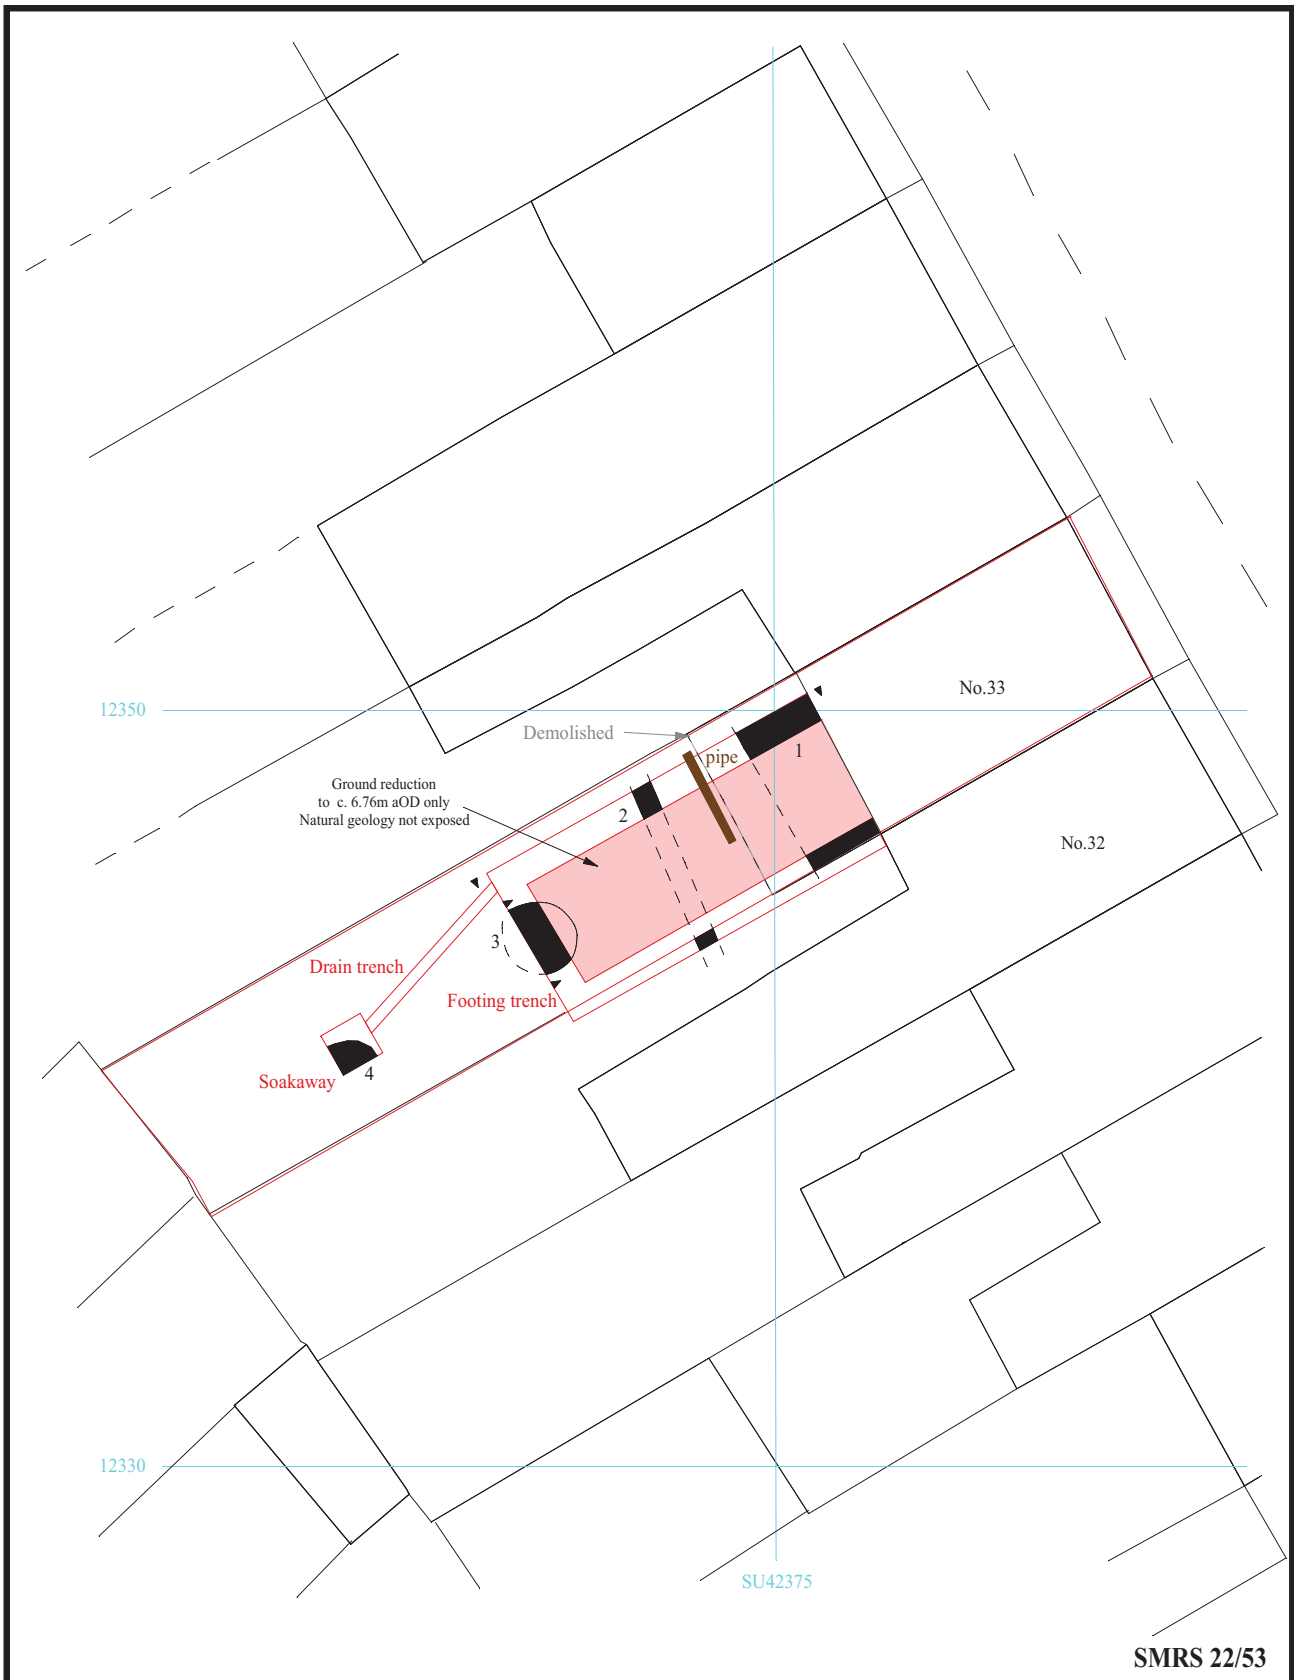 No.33
12350
Demolished
1
pipe
Ground reduction
to c. 6.76m aOD only
Natural geology not exposed
2
No.32
3
Drain trench
Footing trench
4
Soakaway
12330
SU42375
SMRS 22/53